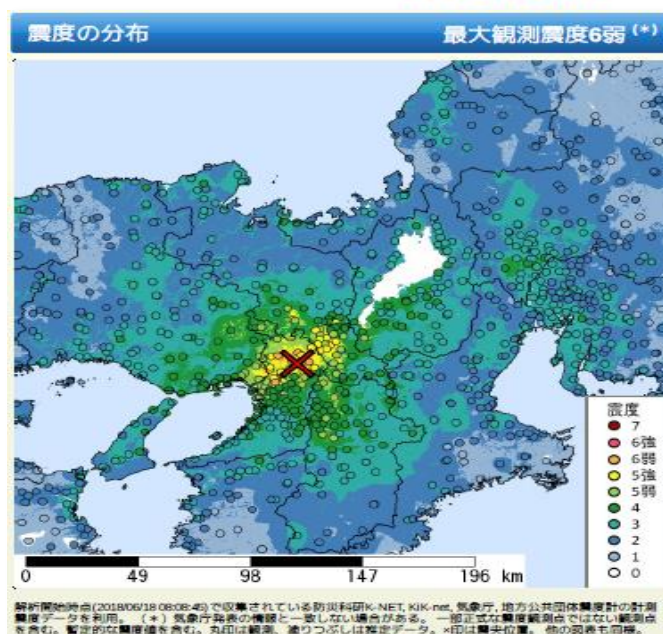 震度の分布
最大観測震度6弱(*)
震度
7
6強
6弱
5強
5弱
4
3
2
1
0
0 49 98 147 196 km
解析開始時点(2018/06/18 08:08:45)で収集されている防災科研K-NET, KiK-net, 気象庁, 地方公共団体震度計の計測
震度データを利用。 (*)気象庁発表の情報と一致しない場合がある。 一部正式な震度観測点ではない観測点
を含む。暫定的な震度値を含む。丸印は観測、塗りつぶしは推定データ。×印は震央位置。 他の図表も同様。